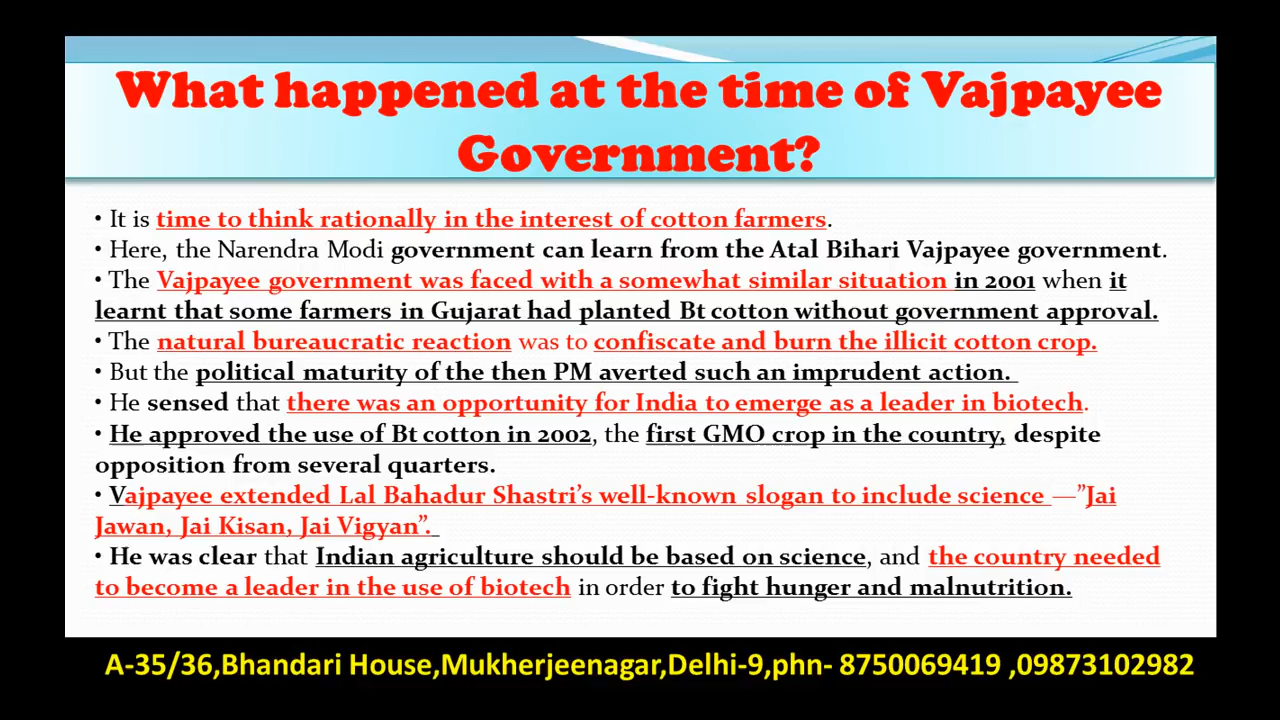 What happened at the time of Vajpayee
Government?
• It is time to think rationally in the interest of cotton farmers.
• Here, the Narendra Modi government can learn from the Atal Bihari Vajpayee government.
• The Vajpayee government was faced with a somewhat similar situation in 2001 when it
learnt that some farmers in Gujarat had planted Bt cotton without government approval.
• The natural bureaucratic reaction was to confiscate and burn the illicit cotton crop.
• But the political maturity of the then PM averted such an imprudent action.
• He sensed that there was an opportunity for India to emerge as a leader in biotech.
• He approved the use of Bt cotton in 2002, the first GMO crop in the country, despite
opposition from several quarters.
• Vajpayee extended Lal Bahadur Shastri’s well-known slogan to include science —”Jai
Jawan, Jai Kisan, Jai Vigyan”.
• He was clear that Indian agriculture should be based on science, and the country needed
to become a leader in the use of biotech in order to fight hunger and malnutrition.
A-35/36,Bhandari House,Mukherjeenagar,Delhi-9,phn- 8750069419 ,09873102982